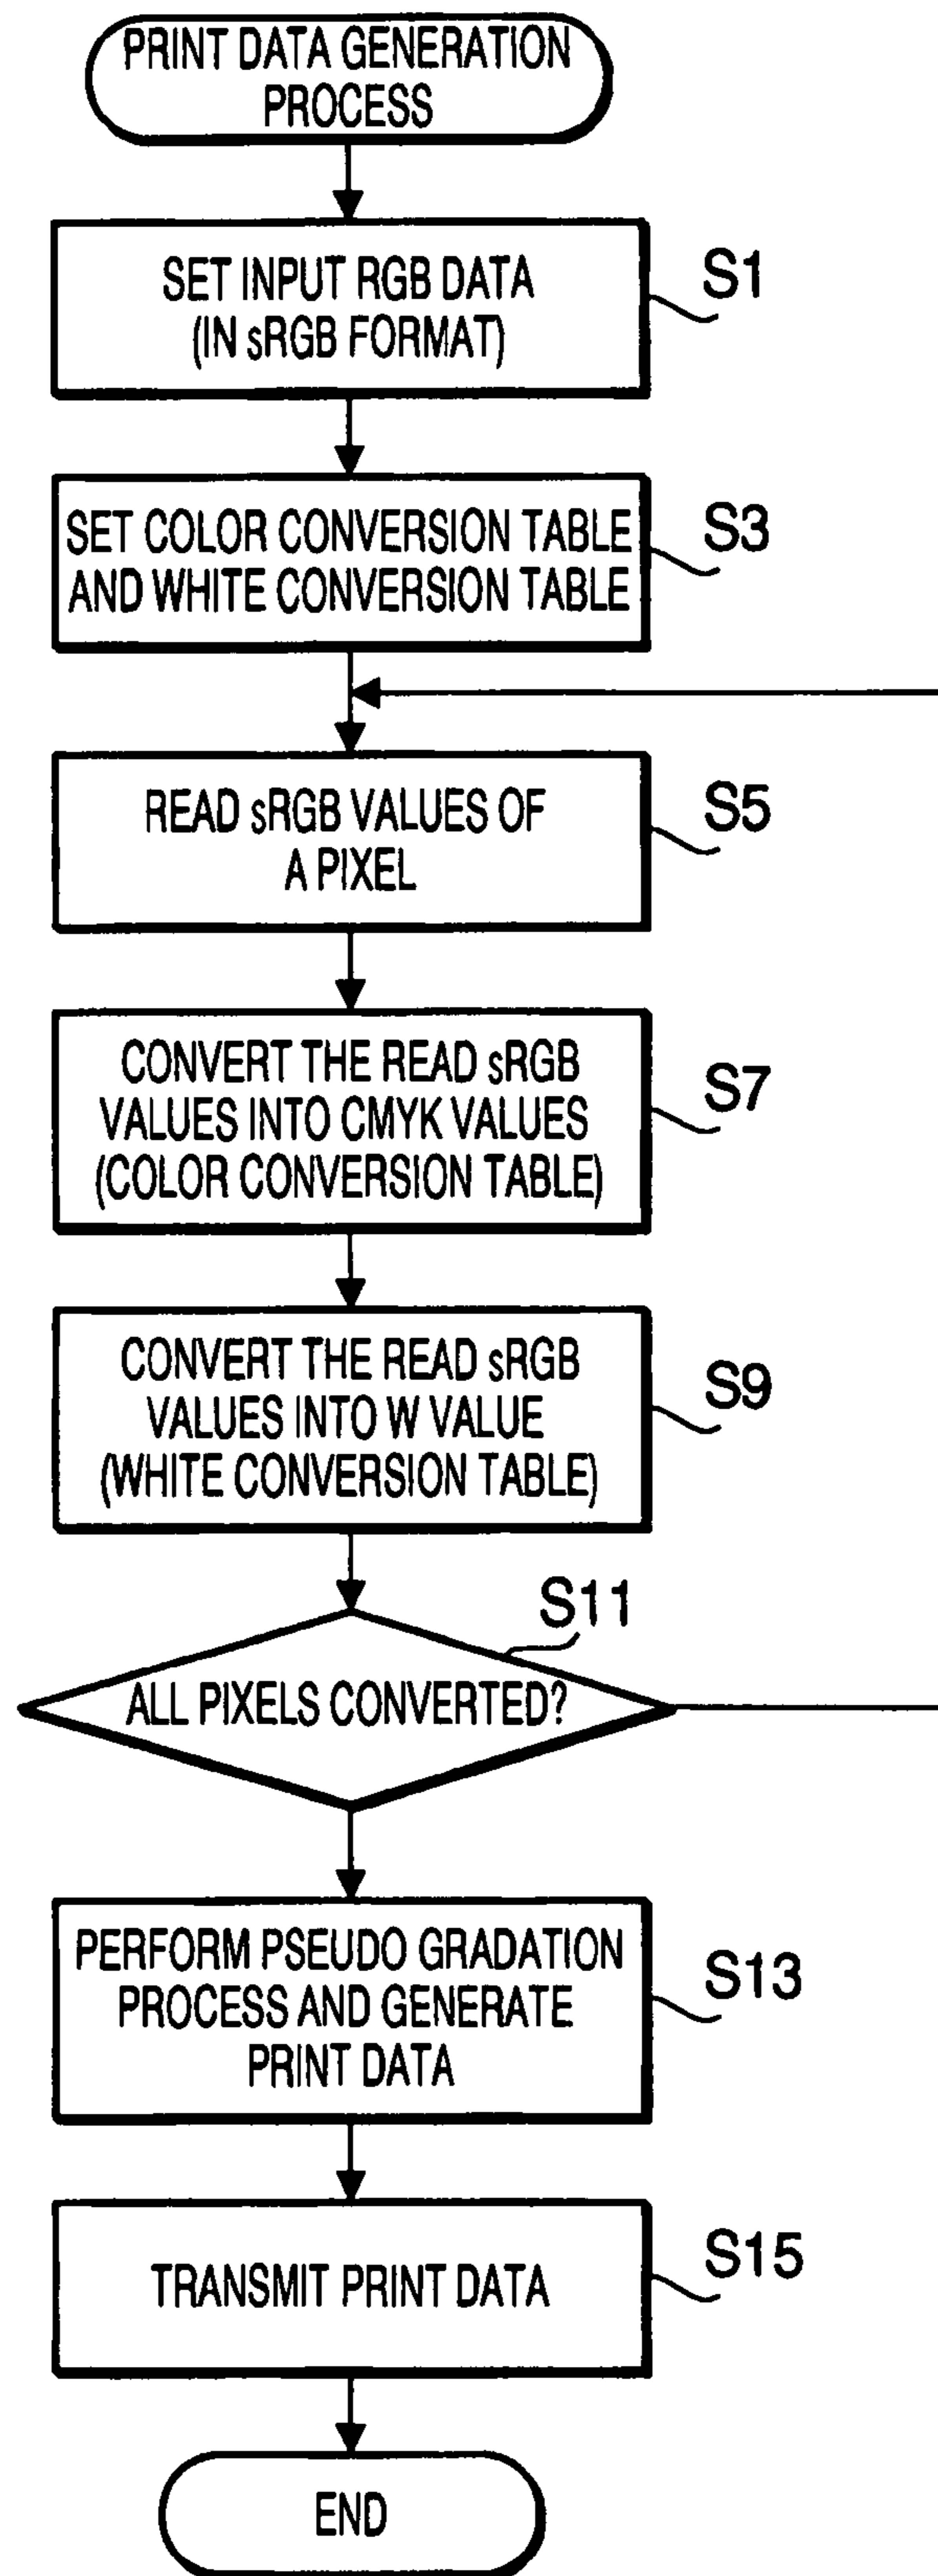 PRINT DATA GENERATION
PROCESS
SET INPUT RGB DATA
(IN sRGB FORMAT)
S1
SET COLOR CONVERSION TABLE
AND WHITE CONVERSION TABLE
S3
READ sRGB VALUES OF
A PIXEL
S5
CONVERT THE READ sRGB
VALUES INTO CMYK VALUES
(COLOR CONVERSION TABLE)
S7
CONVERT THE READ sRGB
VALUES INTO W VALUE
(WHITE CONVERSION TABLE)
S9
S11
ALL PIXELS CONVERTED?
PERFORM PSEUDO GRADATION
PROCESS AND GENERATE
PRINT DATA
S13
TRANSMIT PRINT DATA
S15
END